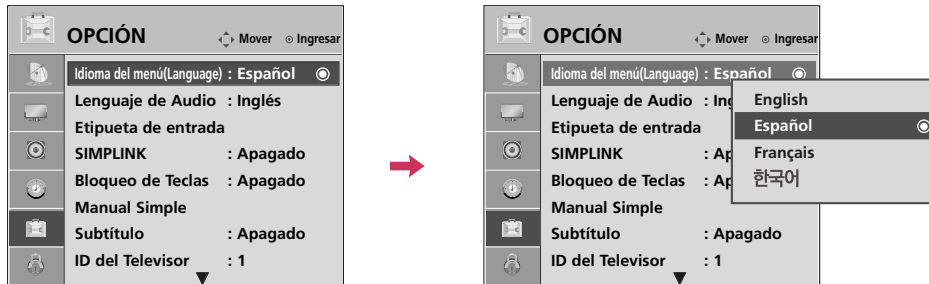 OPCIÓN Mover Ingresar
Idioma del menú(Language) : Español
Lenguaje de Audio : Inglés
Etipueta de entrada
SIMPLINK : Apagado
Bloqueo de Teclas : Apagado
Manual Simple
Subtítulo : Apagado
ID del Televisor : 1
OPCIÓN Mover Ingresar
Idioma del menú(Language) : Español
Lenguaje de Audio : Ing
Etipueta de entrada
SIMPLINK : Ap
Bloqueo de Teclas : Ap
Manual Simple
Subtítulo : Apagado
ID del Televisor : 1
English
Español
Français
한국어